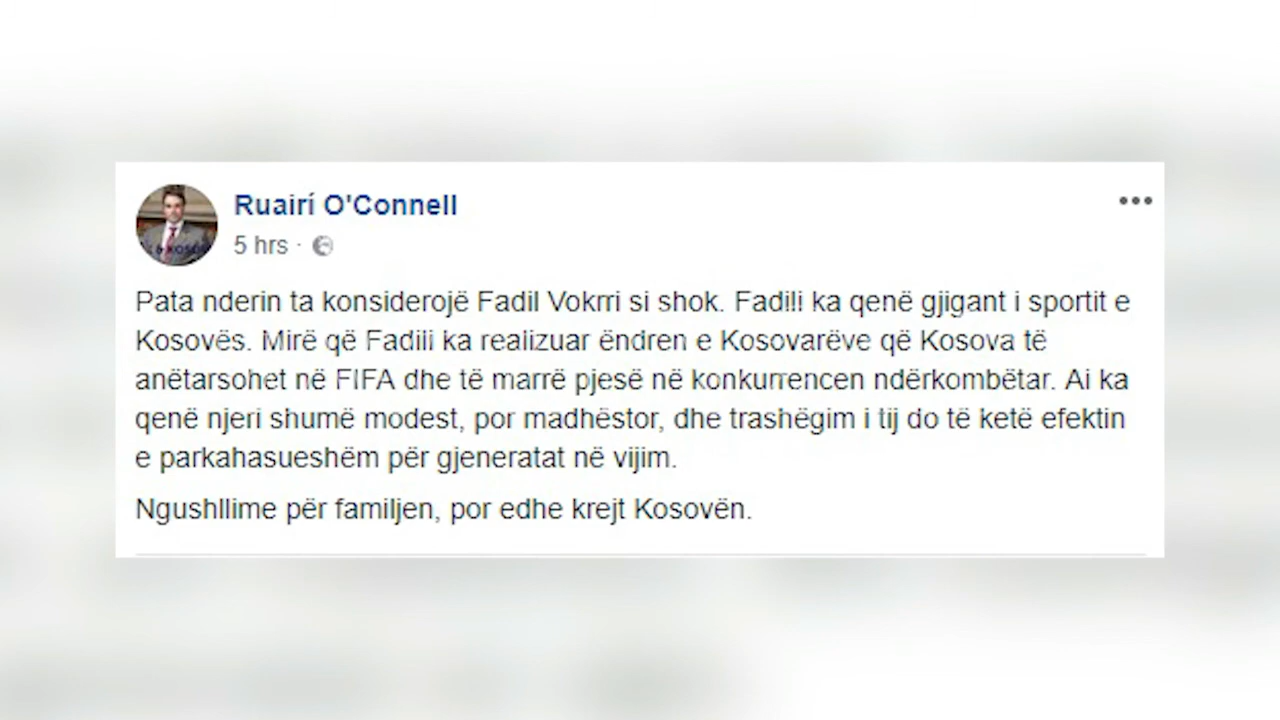 Ruairí O'Connell
5 hrs ·
Pata nderin ta konsiderojë Fadil Vokrri si shok. Fadili ka qenë gjigant i sportit e
Kosovës. Mirë që Fadili ka realizuar ëndren e Kosovarëve që Kosova të
anëtarsohet në FIFA dhe të marrë pjesë në konkurrencen ndërkombëtar. Ai ka
qenë njeri shumë modest, por madhështor, dhe trashëgim i tij do të ketë efektin
e parkahasueshëm për gjeneratat në vijim.
Ngushllime për familjen, por edhe krejt Kosovën.